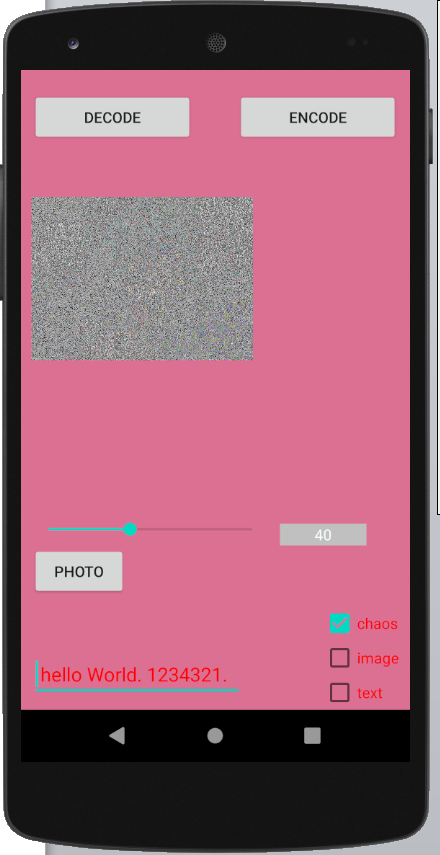 DECODE
ENCODE
40
PHOTO
chaos
image
hello World. 1234321.
text